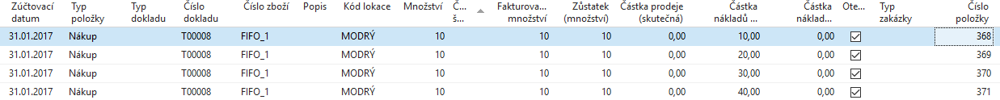 Zúčtovací datum Typ položky Typ dokladu Číslo dokladu Číslo zboží Popis Kód lokace Množství Č... š... Fakturova... množství Zůstatek (množství) Částka prodeje (skutečná) Částka nákladů ... Částka náklad... Ote... Typ zakázky Číslo položky
31.01.2017 Nákup T00008 FIFO_1 MODRÝ 10 10 10 0,00 10,00 0,00 368
31.01.2017 Nákup T00008 FIFO_1 MODRÝ 10 10 10 0,00 20,00 0,00 369
31.01.2017 Nákup T00008 FIFO_1 MODRÝ 10 10 10 0,00 30,00 0,00 370
31.01.2017 Nákup T00008 FIFO_1 MODRÝ 10 10 10 0,00 40,00 0,00 371